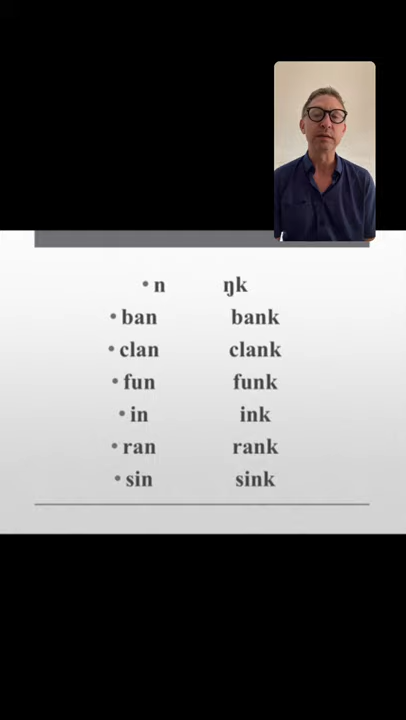 • n ŋk
• ban bank
• clan clank
• fun funk
• in ink
• ran rank
• sin sink